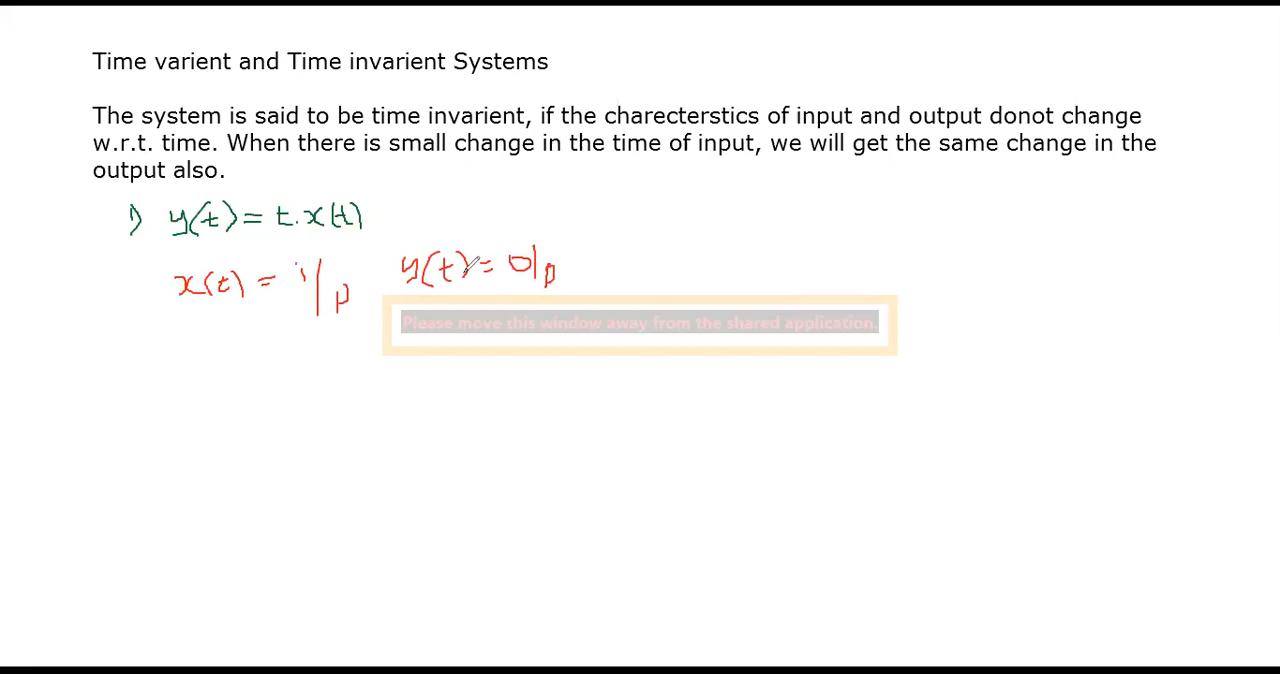 Time varient and Time invarient Systems
The system is said to be time invarient, if the charecterstics of input and output donot change
w.r.t. time. When there is small change in the time of input, we will get the same change in the
output also.
1) y(t) = t.x(t)
x(t) = i/p y(t) = o/p
Please move this window away from the shared application.